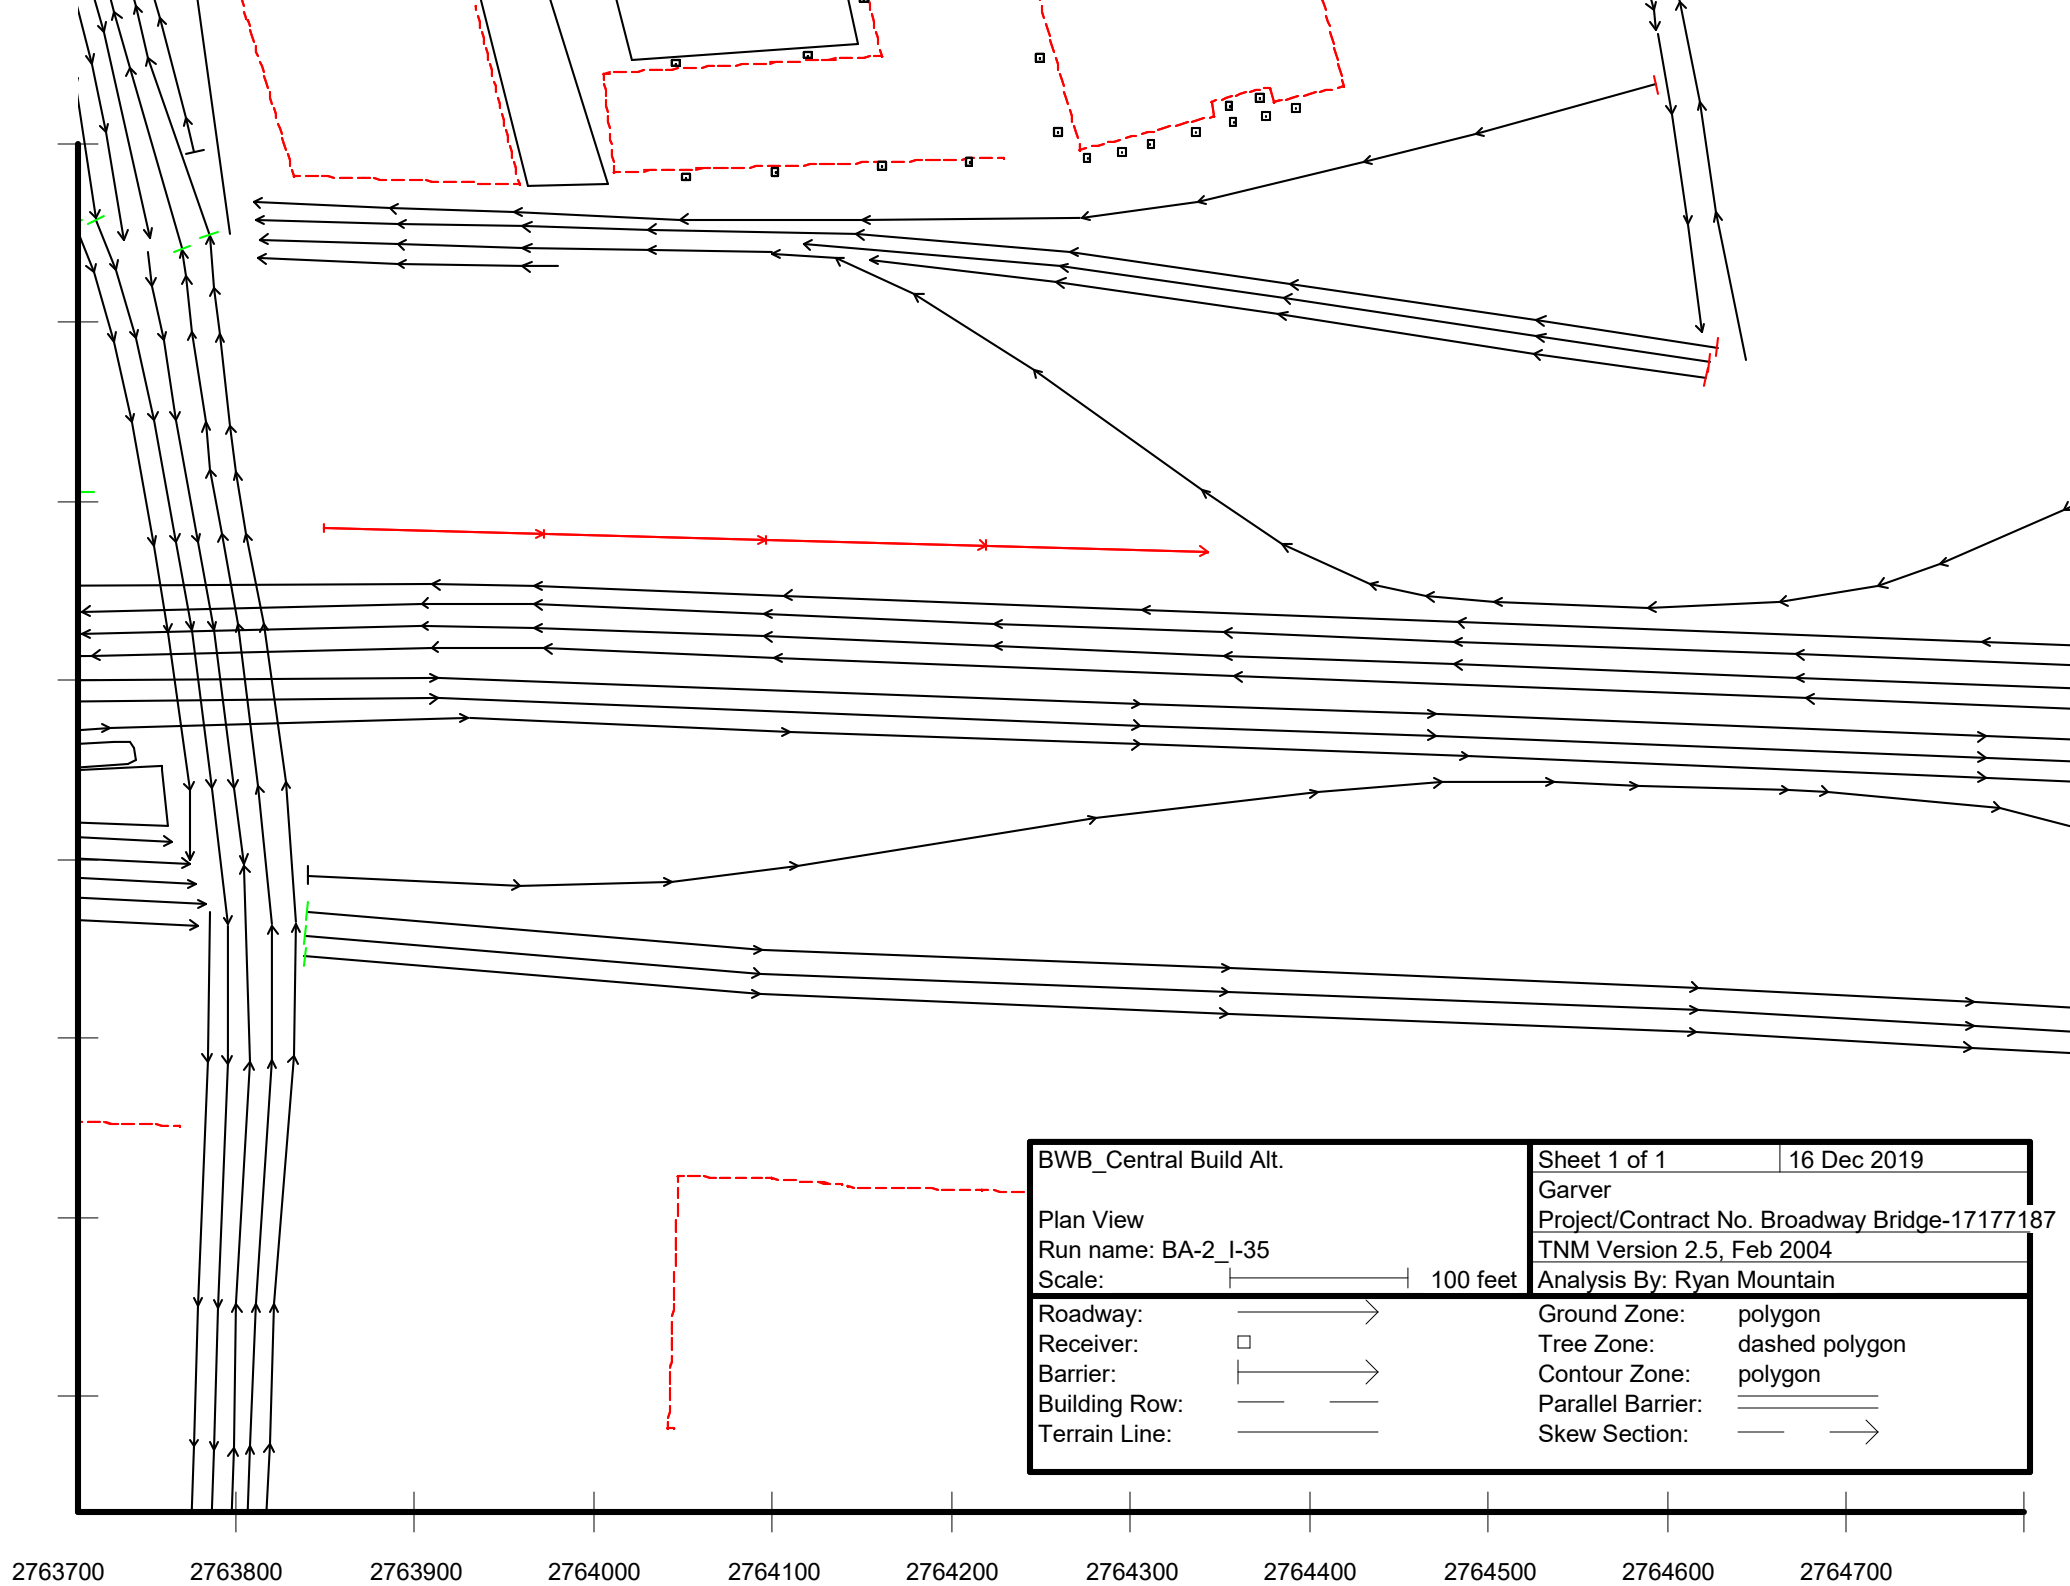 BWB_Central Build Alt.
Plan View
Run name: BA-2_I-35
Scale: 100 feet
Sheet 1 of 1 16 Dec 2019
Garver
Project/Contract No. Broadway Bridge-17177187
TNM Version 2.5, Feb 2004
Analysis By: Ryan Mountain
Roadway:
Receiver:
Barrier:
Building Row:
Terrain Line:
Ground Zone: polygon
Tree Zone: dashed polygon
Contour Zone: polygon
Parallel Barrier:
Skew Section:
2763700 2763800 2763900 2764000 2764100 2764200 2764300 2764400 2764500 2764600 2764700